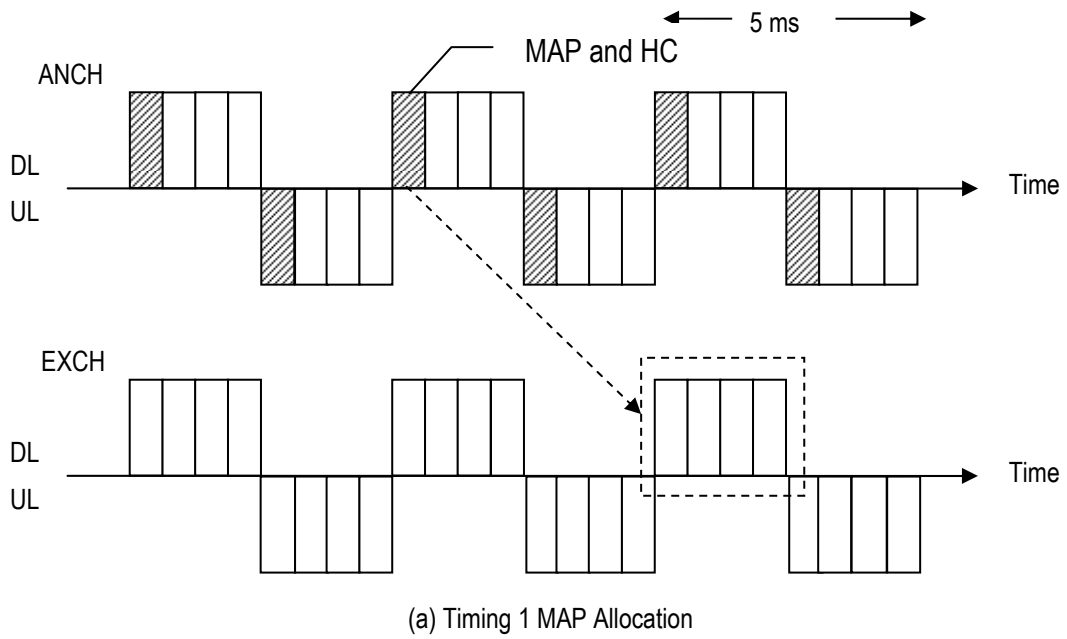 5 ms
MAP and HC
ANCH
DL
UL
Time
EXCH
DL
UL
Time
(a) Timing 1 MAP Allocation